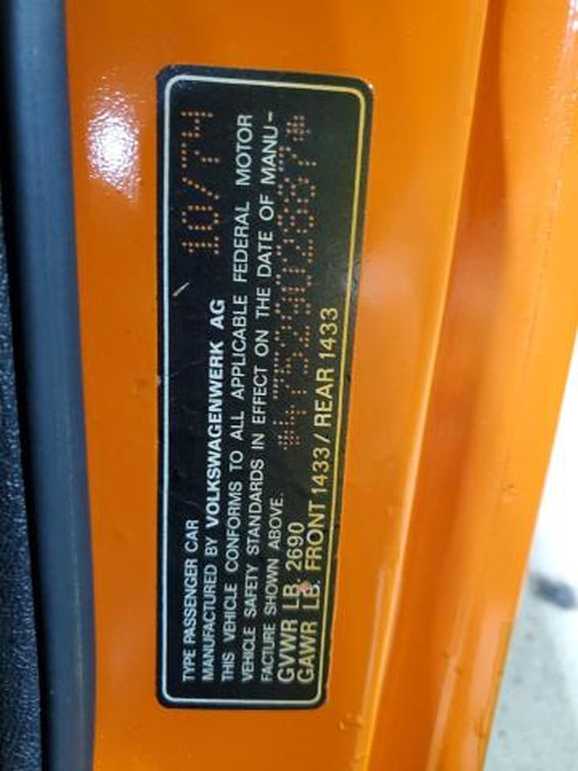 TYPE PASSENGER CAR
10/74
MANUFACTURED BY VOLKSWAGENWERK AG
THIS VEHICLE CONFORMS TO ALL APPLICABLE FEDERAL MOTOR
VEHICLE SAFETY STANDARDS IN EFFECT ON THE DATE OF MANU-
FACTURE SHOWN ABOVE.
GVWR LB. 2690
GAWR LB. FRONT 1433/ REAR 1433